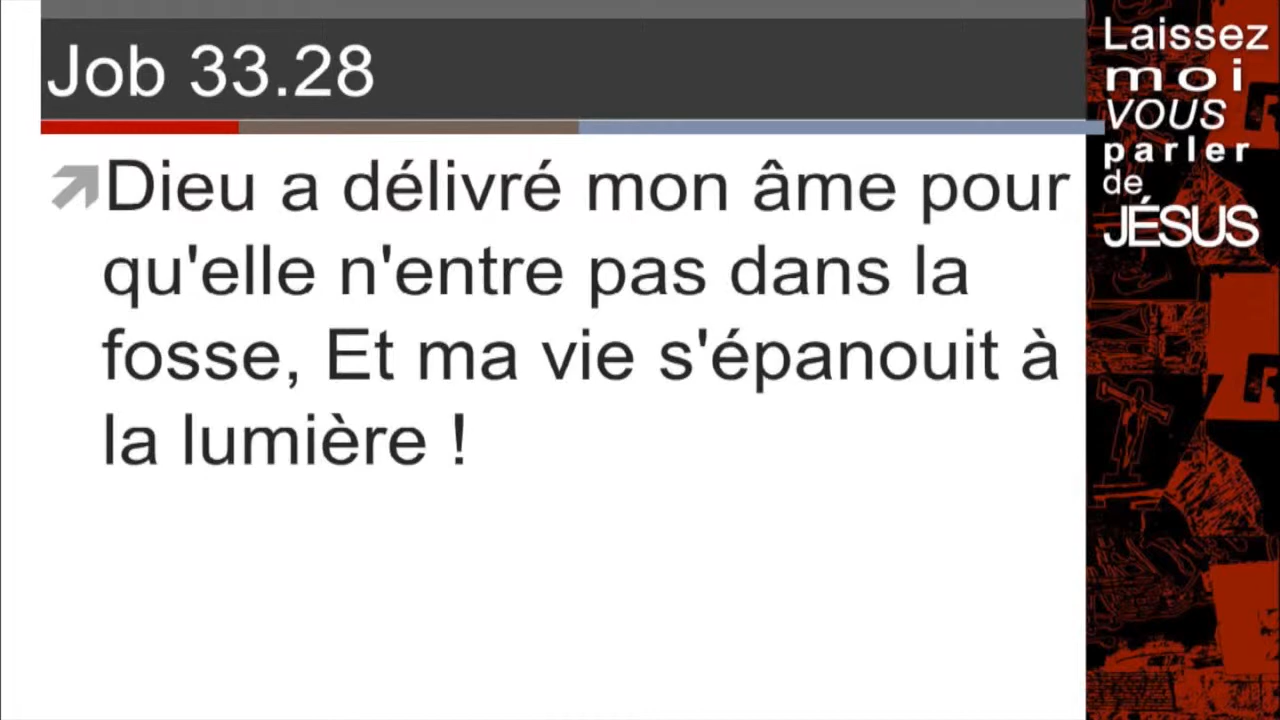 Job 33.28
Dieu a délivré mon âme pour
qu'elle n'entre pas dans la
fosse, Et ma vie s'épanouit à
la lumière !
Laissez
moi
VOUS
parler
de
JÉSUS